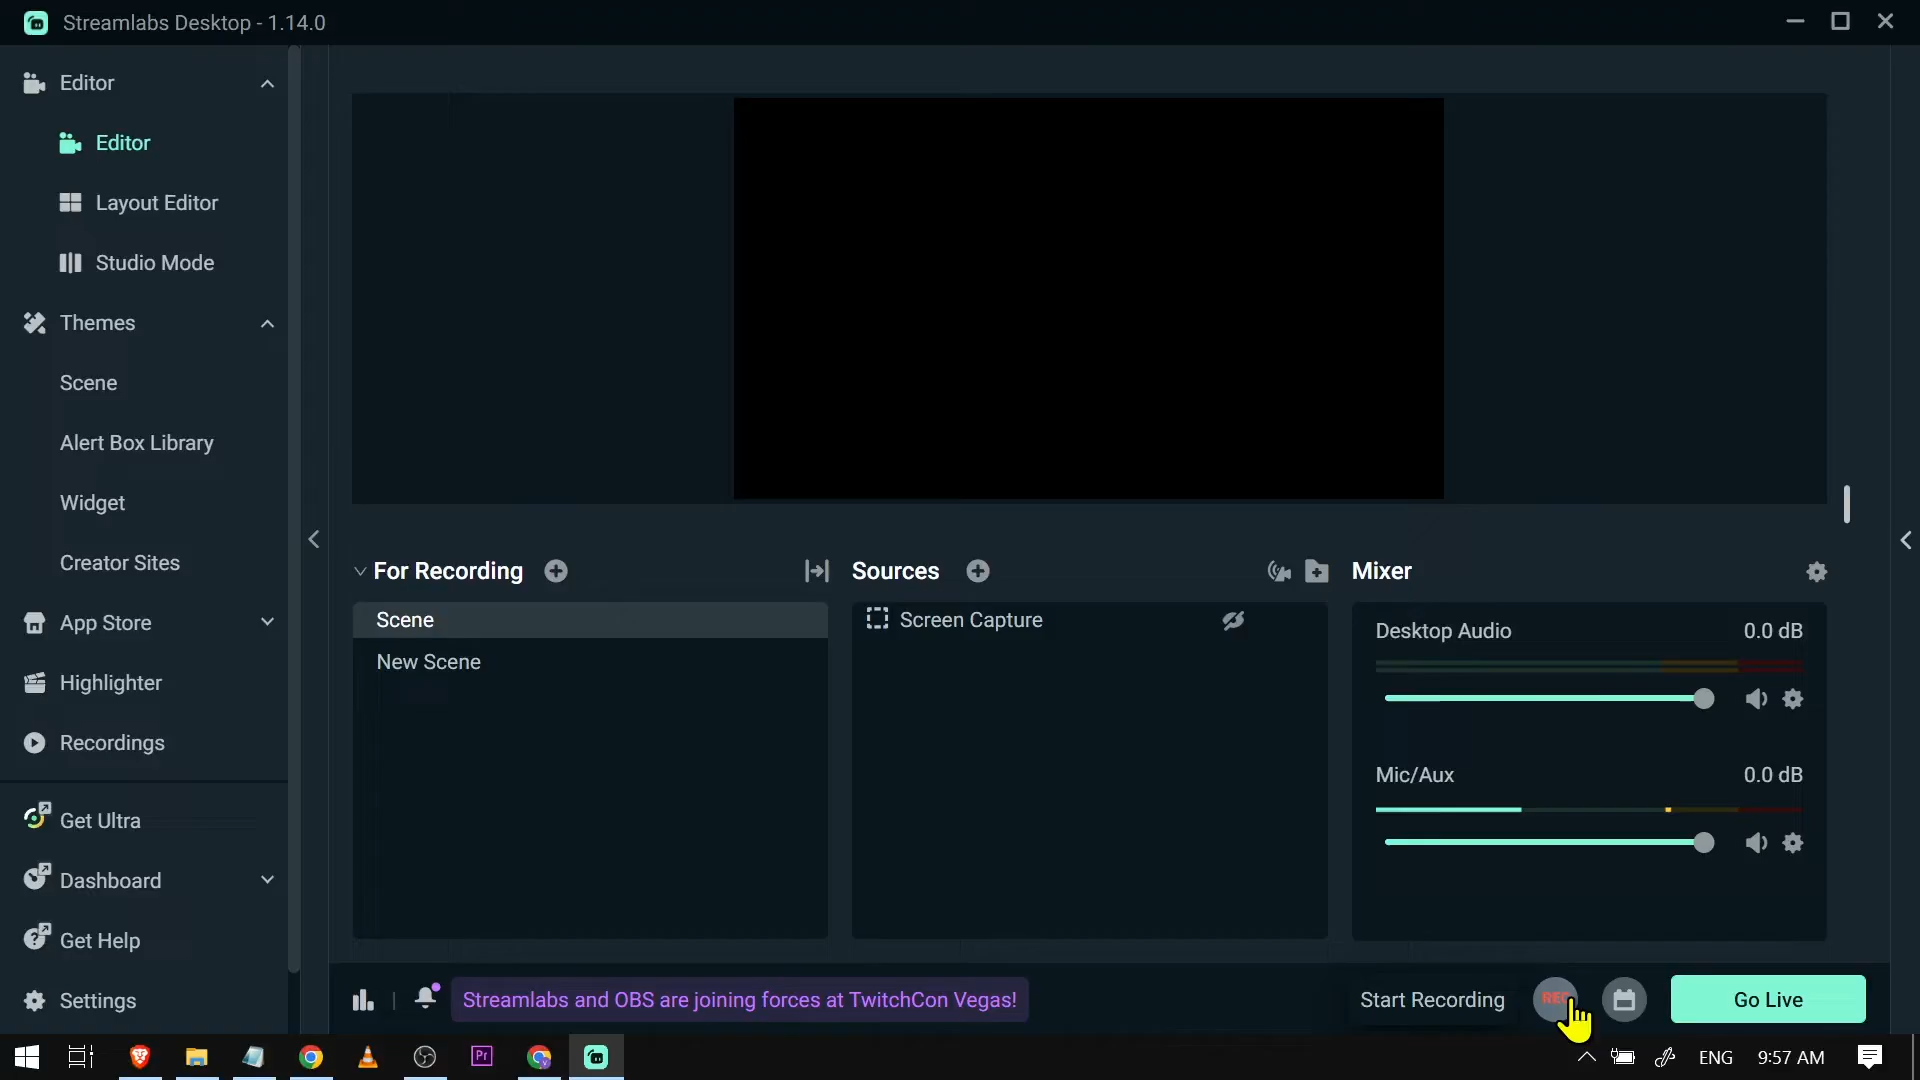 Streamlabs Desktop - 1.14.0
Editor
Editor
Layout Editor
Studio Mode
Themes
Scene
Alert Box Library
Widget
Creator Sites
App Store
Highlighter
Recordings
Get Ultra
Dashboard
Get Help
Settings
For Recording
Scene
New Scene
Sources
Screen Capture
Mixer
Desktop Audio 0.0 dB
Mic/Aux 0.0 dB
Streamlabs and OBS are joining forces at TwitchCon Vegas!
Start Recording
REC
Go Live
Pr
ENG 9:57 AM